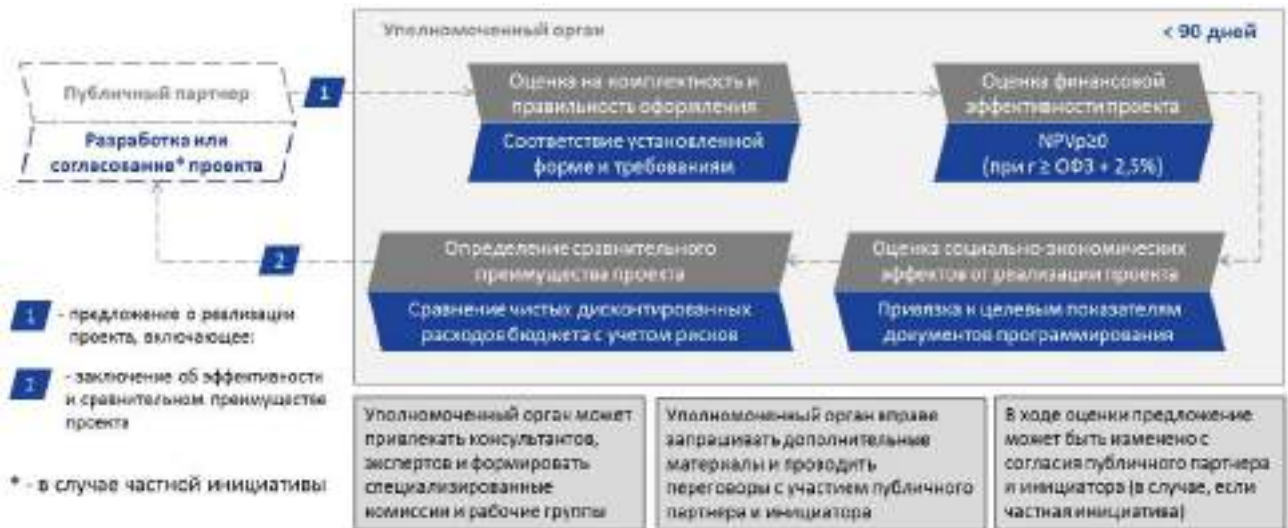 Уполномоченный орган
< 90 дней
Публичный партнер
Разработка или
согласование* проекта
1
Оценка на комплектность и
правильность оформления
Соответствие установленной
форме и требованиям
Оценка финансовой
эффективности проекта
NPVp≥0
(при r ≥ ОФЗ + 2,5%)
2
Определение сравнительного
преимущества проекта
Сравнение чистых дисконтированных
расходов бюджета с учетом рисков
Оценка социально-экономических
эффектов от реализации проекта
Привязка к целевым показателям
документов программирования
1 - предложение о реализации
проекта, включающее:
2 - заключение об эффективности
и сравнительном преимуществе
проекта
* - в случае частной инициативы
Уполномоченный орган может
привлекать консультантов,
экспертов и формировать
специализированные
комиссии и рабочие группы
Уполномоченный орган вправе
запрашивать дополнительные
материалы и проводить
переговоры с участием публичного
партнера и инициатора
В ходе оценки предложение
может быть изменено с
согласия публичного партнера
и инициатора (в случае, если
частная инициатива)